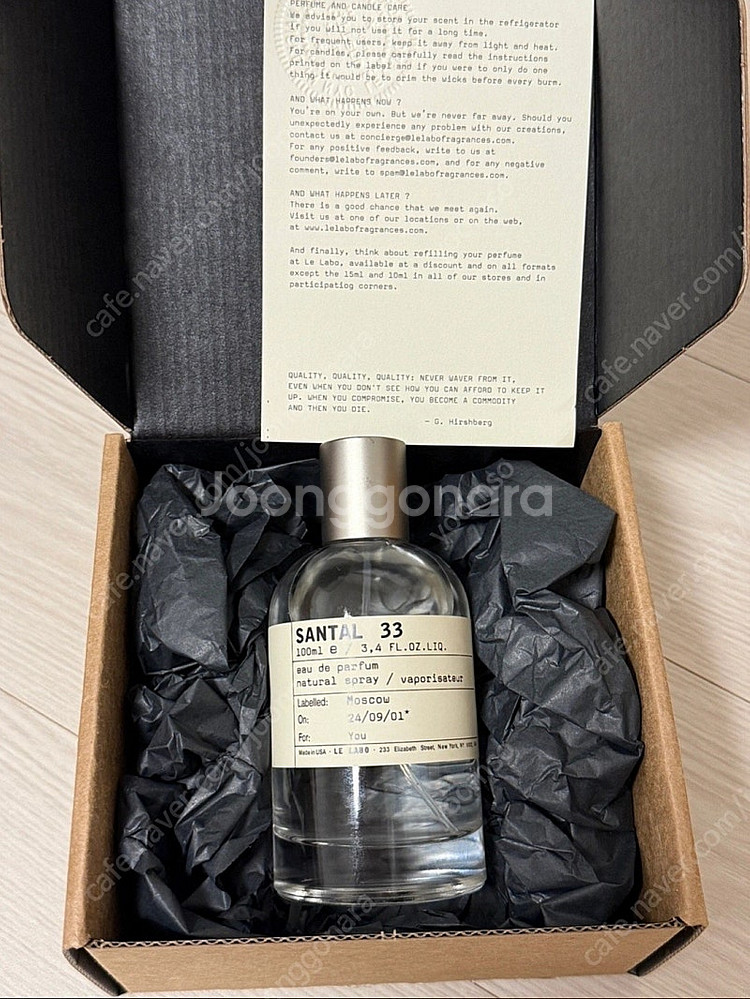 PERFUME AND CANDLE CARE
We advise you to store your scent in the refrigerator
if you will not use it for a long time.
For frequent users, keep it away from light and heat.
For candles, please carefully read the instructions
printed on the label and if you were to only do one
thing it would be to trim the wicks before every burn.
AND WHAT HAPPENS NOW ?
You're on your own. But we're never far away. Should you
unexpectedly experience any problem with our creations,
contact us at concierge@lelabofragrances.com.
For any positive feedback, write to us at
founders@lelabofragrances.com, and for any negative
comment, write to spam@lelabofragrances.com.
AND WHAT HAPPENS LATER ?
There is a good chance that we meet again.
Visit us at one of our locations or on the web,
at www.lelabofragrances.com.
And finally, think about refilling your perfume
at Le Labo, available at a discount and on all formats
except the 15ml and 10ml in all of our stores and in
participatiog corners.
QUALITY, QUALITY, QUALITY: NEVER WAVER FROM IT,
EVEN WHEN YOU DON'T SEE HOW YOU CAN AFFORD TO KEEP IT
UP. WHEN YOU COMPROMISE, YOU BECOME A COMMODITY
AND THEN YOU DIE.
- G. Hirshberg
Joonggonara
SANTAL 33
100ml e / 3,4 FL.OZ.LIQ.
eau de parfum
natural spray / vaporisateur
Labelled: Moscow
On: 24/09/01*
For: You
Made in USA - LE LABO - 233 Elizabeth Street, New York, NY
cafe.naver.com/jo
cafe.naver.com/jo